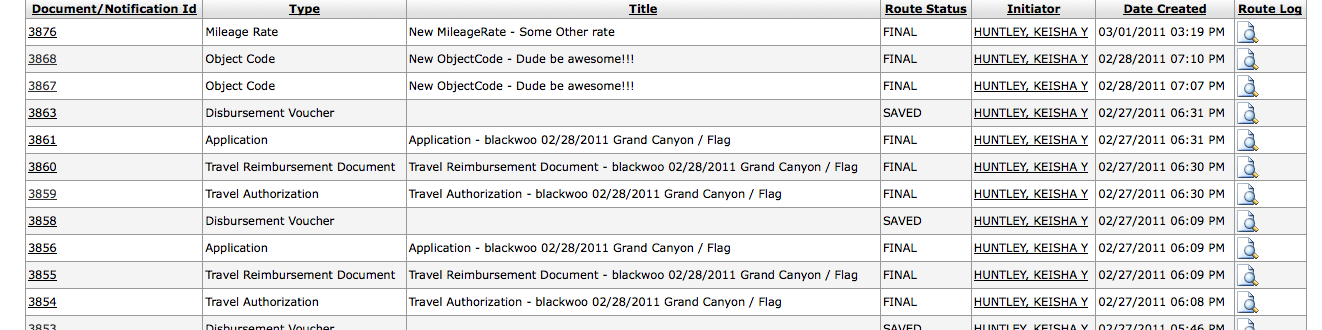 Document/Notification Id Type Title Route Status Initiator Date Created Route Log
3876 Mileage Rate New MileageRate - Some Other rate FINAL HUNTLEY, KEISHA Y 03/01/2011 03:19 PM
3868 Object Code New ObjectCode - Dude be awesome!!! FINAL HUNTLEY, KEISHA Y 02/28/2011 07:10 PM
3867 Object Code New ObjectCode - Dude be awesome!!! FINAL HUNTLEY, KEISHA Y 02/28/2011 07:07 PM
3863 Disbursement Voucher SAVED HUNTLEY, KEISHA Y 02/27/2011 06:31 PM
3861 Application Application - blackwoo 02/28/2011 Grand Canyon / Flag FINAL HUNTLEY, KEISHA Y 02/27/2011 06:31 PM
3860 Travel Reimbursement Document Travel Reimbursement Document - blackwoo 02/28/2011 Grand Canyon / Flag FINAL HUNTLEY, KEISHA Y 02/27/2011 06:30 PM
3859 Travel Authorization Travel Authorization - blackwoo 02/28/2011 Grand Canyon / Flag FINAL HUNTLEY, KEISHA Y 02/27/2011 06:30 PM
3858 Disbursement Voucher SAVED HUNTLEY, KEISHA Y 02/27/2011 06:09 PM
3856 Application Application - blackwoo 02/28/2011 Grand Canyon / Flag FINAL HUNTLEY, KEISHA Y 02/27/2011 06:09 PM
3855 Travel Reimbursement Document Travel Reimbursement Document - blackwoo 02/28/2011 Grand Canyon / Flag FINAL HUNTLEY, KEISHA Y 02/27/2011 06:09 PM
3854 Travel Authorization Travel Authorization - blackwoo 02/28/2011 Grand Canyon / Flag FINAL HUNTLEY, KEISHA Y 02/27/2011 06:08 PM
3853 Disbursement Voucher SAVED HUNTLEY, KEISHA Y 02/27/2011 05:46 PM